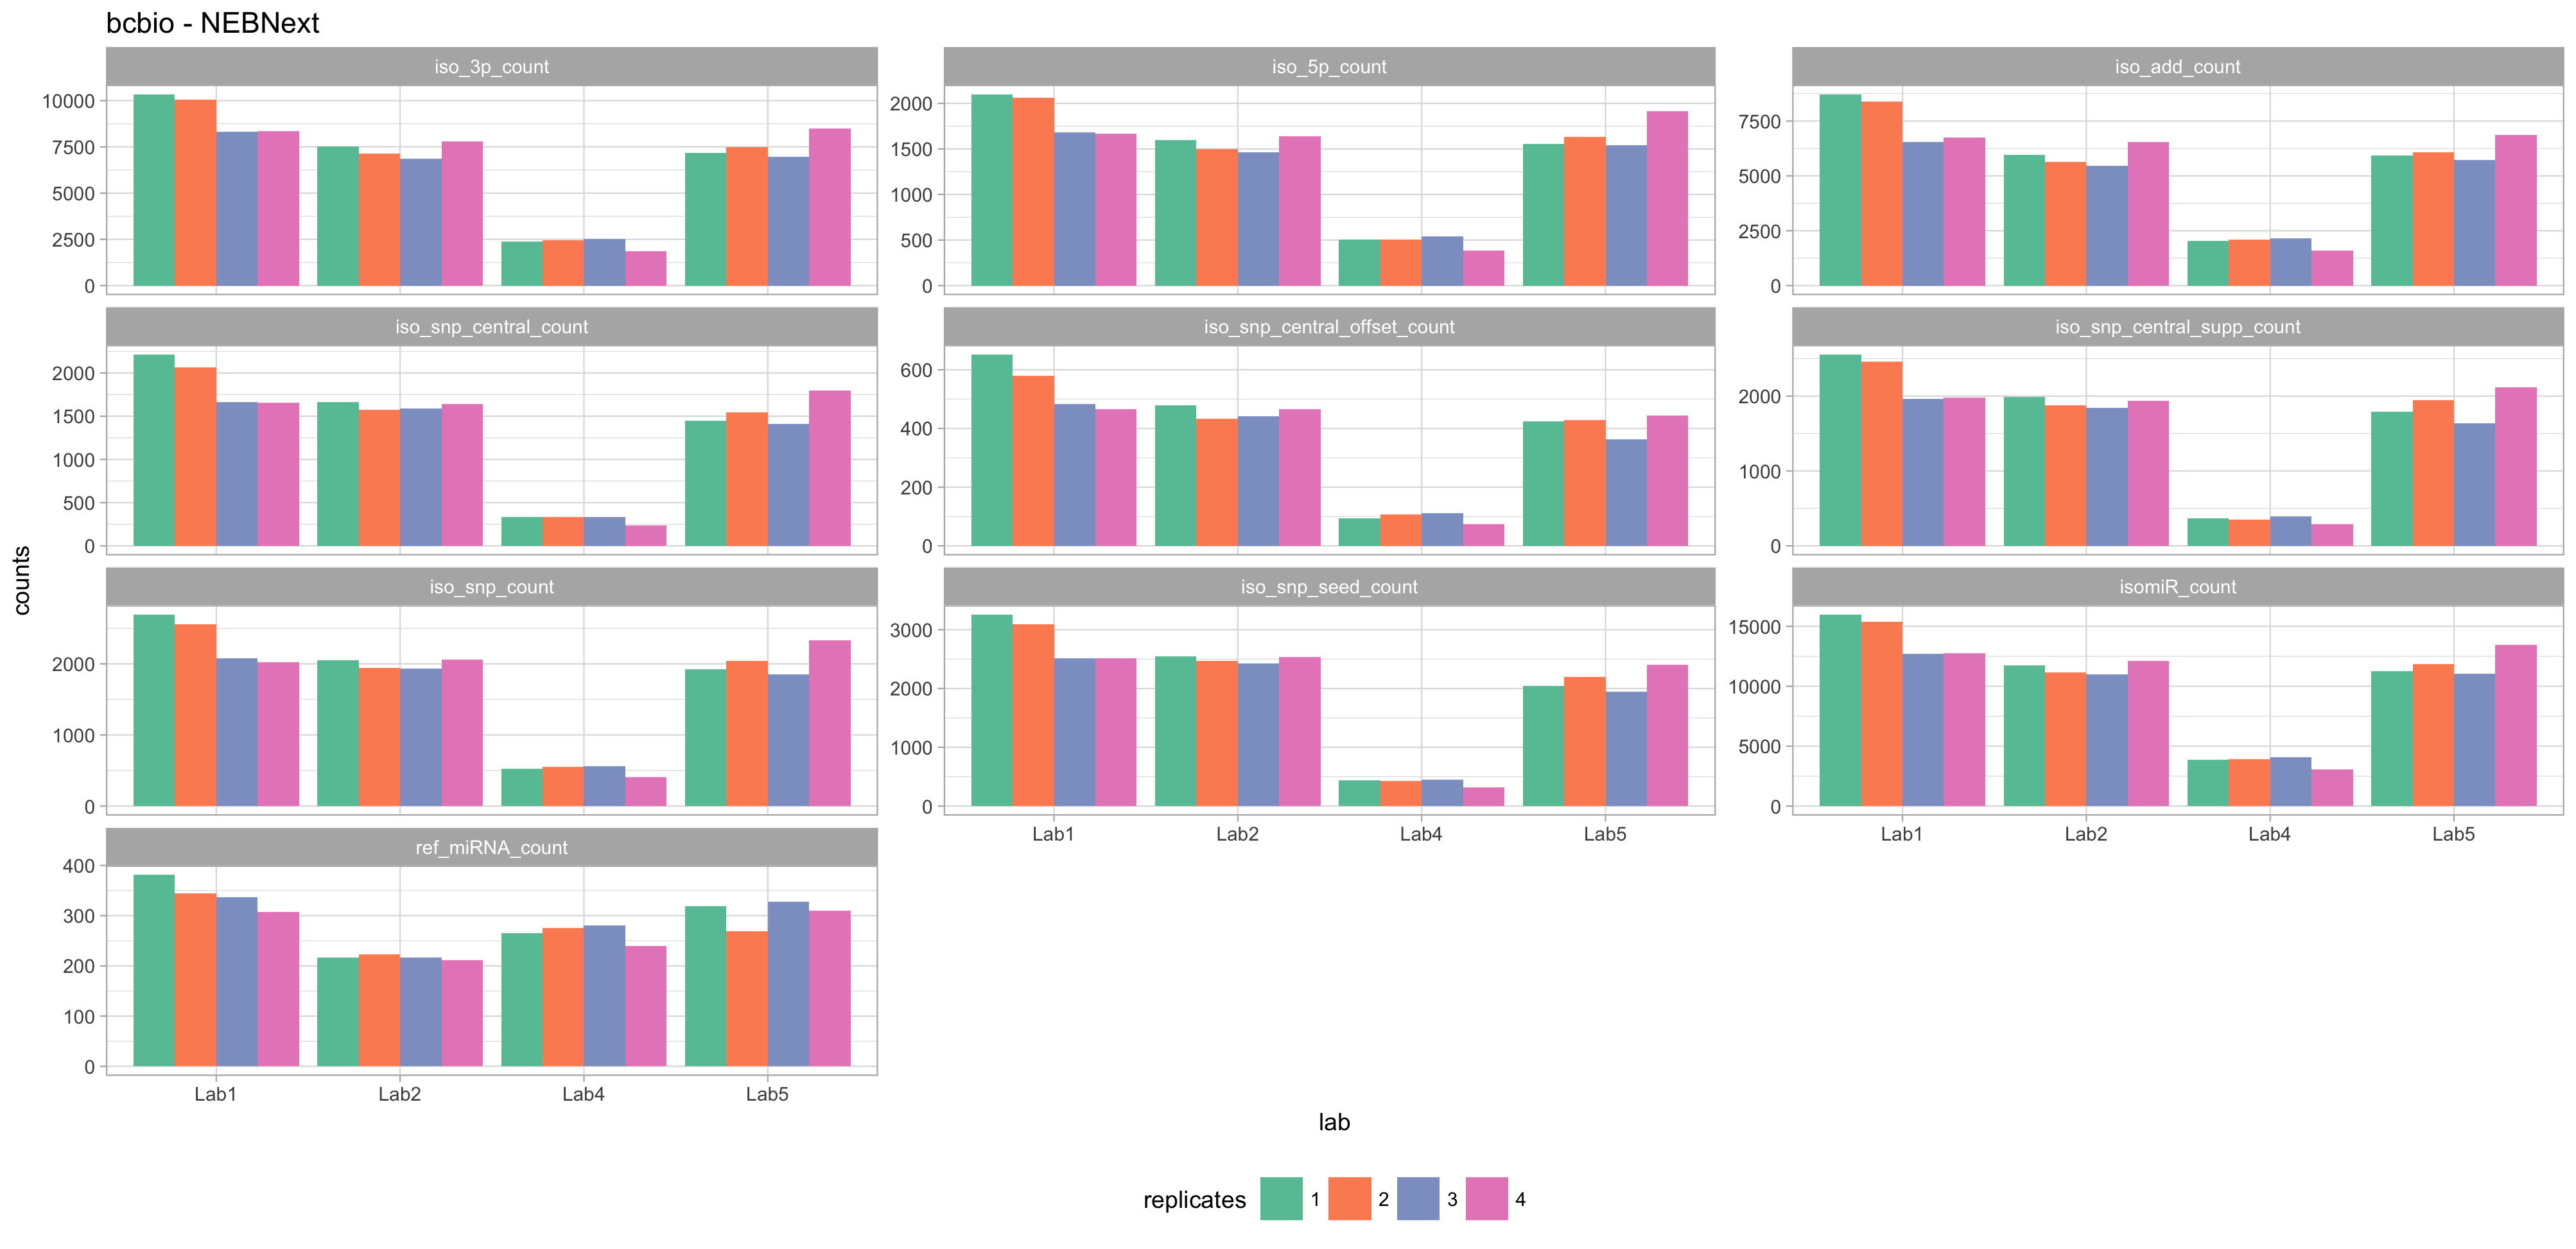 bcbio - NEBNext
iso_3p_count
iso_5p_count
iso_add_count
10000
7500
5000
2500
0
2000
1500
1000
500
0
7500
5000
2500
0
iso_snp_central_count
iso_snp_central_offset_count
iso_snp_central_supp_count
2000
1500
1000
500
0
600
400
200
0
2000
1000
0
counts
iso_snp_count
iso_snp_seed_count
isomiR_count
2000
1000
0
3000
2000
1000
0
15000
10000
5000
0
Lab1 Lab2 Lab4 Lab5
Lab1 Lab2 Lab4 Lab5
ref_miRNA_count
400
300
200
100
0
Lab1 Lab2 Lab4 Lab5
lab
replicates 1 2 3 4